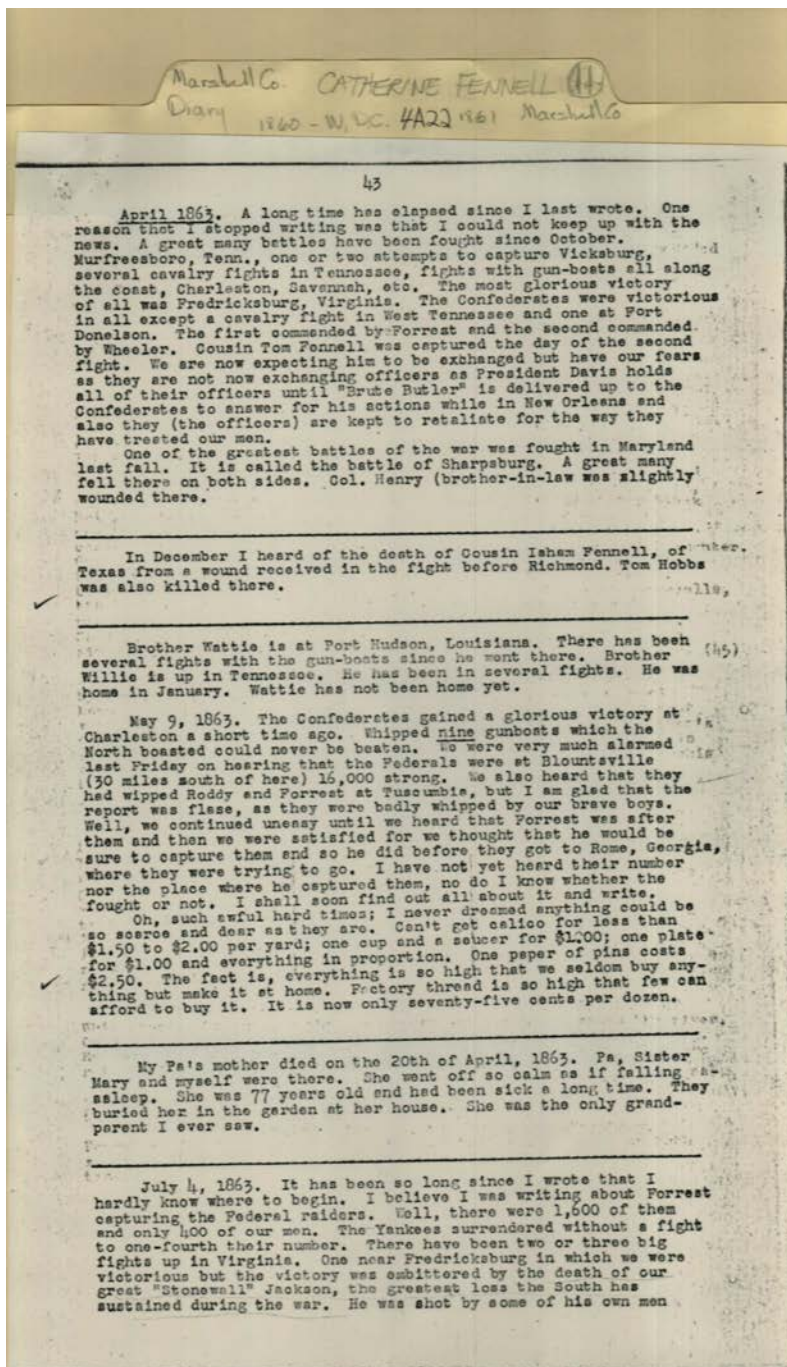 Marshall Co. CATHERINE FENNELL
Diary 1860 - W, D.C. 4A22 1861 Marshall Co
43
April 1863. A long time has elapsed since I last wrote. One
reason that I stopped writing was that I could not keep up with the
news. A great many battles have been fought since October.
Murfreesboro, Tenn., one or two attempts to capture Vicksburg,
several cavalry fights in Tennessee, fights with gun-boats all along
the coast, Charleston, Savannah, etc. The most glorious victory
of all was Fredricksburg, Virginia. The Confederates were victorious
in all except a cavalry fight in West Tennessee and one at Fort
Donelson. The first commended by Forrest and the second commanded
by Wheeler. Cousin Tom Fennell was captured the day of the second
fight. We are now expecting him to be exchanged but have our fears
as they are not now exchanging officers as President Davis holds
all of their officers until "Brute Butler" is delivered up to the
Confederates to answer for his actions while in New Orleans and
also they (the officers) are kept to retaliate for the way they
have treated our men.
One of the greatest battles of the war was fought in Maryland
last fall. It is called the battle of Sharpsburg. A great many
fell there on both sides. Col. Henry (brother-in-law was slightly
wounded there.
In December I heard of the death of Cousin Isham Fennell, of
Texas from a wound received in the fight before Richmond. Tom Hobbs
was also killed there.
Brother Wattie is at Port Hudson, Louisiana. There has been
(45)
several fights with the gun-boats since he went there. Brother
Willie is up in Tennessee. He has been in several fights. He was
home in January. Wattie has not been home yet.
May 9, 1863. The Confederates gained a glorious victory at
Charleston a short time ago. Whipped nine gunboats which the
North boasted could never be beaten. We were very much alarmed
last Friday on hearing that the Federals were at Blountsville
(30 miles south of here) 16,000 strong. We also heard that they
had wipped Roddy and Forrest at Tuscumbia, but I am glad that the
report was flase, as they were badly whipped by our brave boys.
Well, we continued uneasy until we heard that Forrest was after
them and then we were satisfied for we thought that he would be
sure to capture them and so he did before they got to Rome, Georgia,
where they were trying to go. I have not yet heard their number
nor the place where he captured them, no do I know whether the
fought or not. I shall soon find out all about it and write.
Oh, such awful hard times; I never dreamed anything could be
so scarce and dear as they are. Can't get calico for less than
$1.50 to $2.00 per yard; one cup and a saucer for $1.00; one plate
for $1.00 and everything in proportion. One paper of pins costs
$2.50. The fact is, everything is so high that we seldom buy any-
thing but make it at home. Factory thread is so high that few can
afford to buy it. It is now only seventy-five cents per dozen.
My Pa's mother died on the 20th of April, 1863. Pa, Sister
Mary and myself were there. She went off so calm as if falling a-
asleep. She was 77 years old and had been sick a long time. They
buried her in the garden at her house. She was the only grand-
parent I ever saw.
July 4, 1863. It has been so long since I wrote that I
hardly know where to begin. I believe I was writing about Forrest
capturing the Federal raiders. Well, there were 1,600 of them
and only 400 of our men. The Yankees surrendered without a fight
to one-fourth their number. There have been two or three big
fights up in Virginia. One near Fredricksburg in which we were
victorious but the victory was embittered by the death of our
great "Stonewall" Jackson, the greatest loss the South has
sustained during the war. He was shot by some of his own men